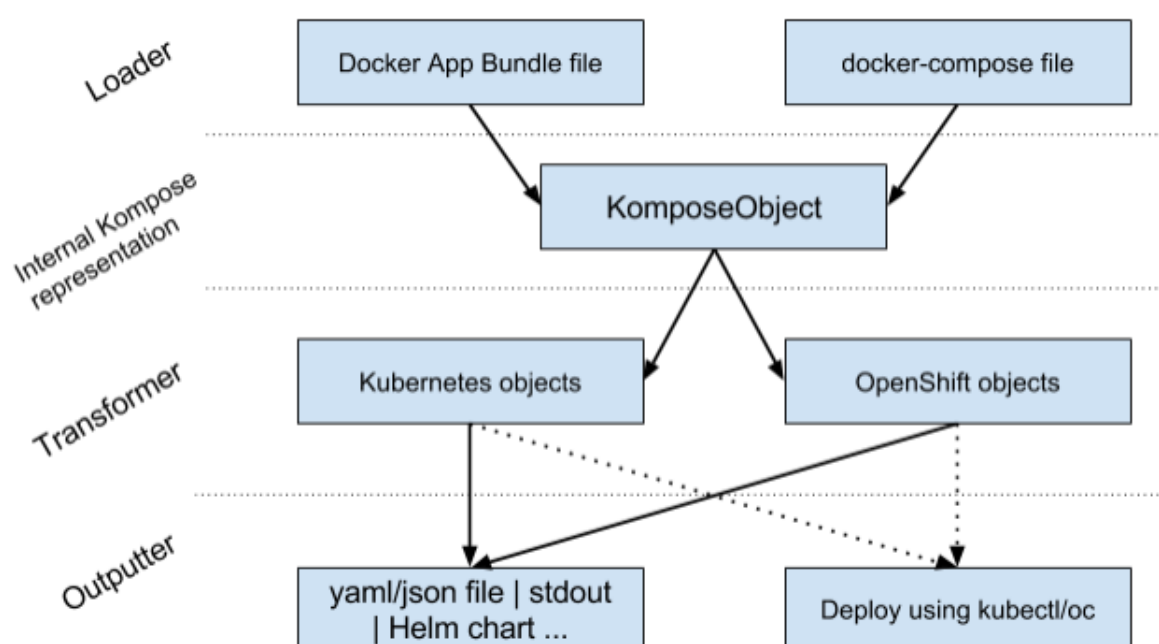 Loader
Docker App Bundle file
docker-compose file
Internal Kompose
representation
KomposeObject
Transformer
Kubernetes objects
OpenShift objects
Outputter
yaml/json file | stdout
| Helm chart ...
Deploy using kubectl/oc